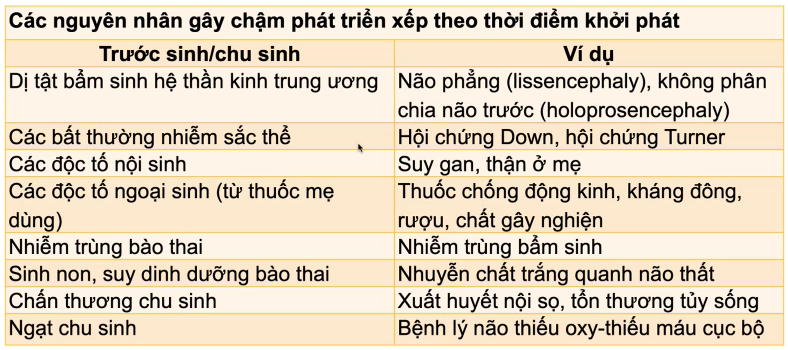 Các nguyên nhân gây chậm phát triển xếp theo thời điểm khởi phát
Trước sinh/chu sinh
Ví dụ
Dị tật bẩm sinh hệ thần kinh trung ương
Não phẳng (lissencephaly), không phân
chia não trước (holoprosencephaly)
Các bất thường nhiễm sắc thể
Hội chứng Down, hội chứng Turner
Các độc tố nội sinh
Suy gan, thận ở mẹ
Các độc tố ngoại sinh (từ thuốc mẹ
dùng)
Thuốc chống động kinh, kháng đông,
rượu, chất gây nghiện
Nhiễm trùng bào thai
Nhiễm trùng bẩm sinh
Sinh non, suy dinh dưỡng bào thai
Nhuyễn chất trắng quanh não thất
Chấn thương chu sinh
Xuất huyết nội sọ, tổn thương tủy sống
Ngạt chu sinh
Bệnh lý não thiếu oxy-thiếu máu cục bộ